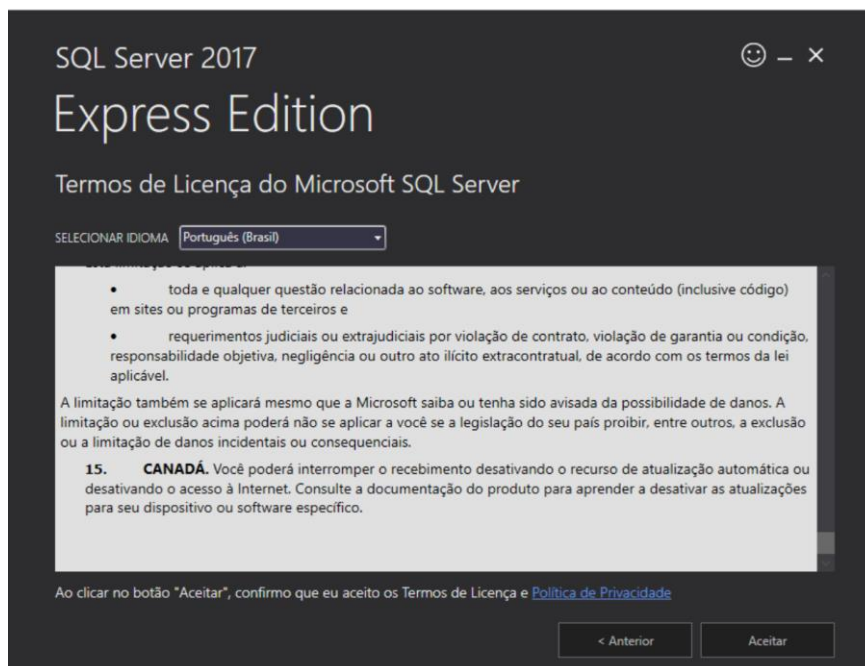 SQL Server 2017
Express Edition
Termos de Licença do Microsoft SQL Server
SELECIONAR IDIOMA Português (Brasil)
• toda e qualquer questão relacionada ao software, aos serviços ou ao conteúdo (inclusive código)
em sites ou programas de terceiros e
• requerimentos judiciais ou extrajudiciais por violação de contrato, violação de garantia ou condição,
responsabilidade objetiva, negligência ou outro ato ilícito extracontratual, de acordo com os termos da lei
aplicável.
A limitação também se aplicará mesmo que a Microsoft saiba ou tenha sido avisada da possibilidade de danos. A
limitação ou exclusão acima poderá não se aplicar a você se a legislação do seu país proibir, entre outros, a exclusão
ou a limitação de danos incidentais ou consequenciais.
15. CANADÁ. Você poderá interromper o recebimento desativando o recurso de atualização automática ou
desativando o acesso à Internet. Consulte a documentação do produto para aprender a desativar as atualizações
para seu dispositivo ou software específico.
Ao clicar no botão "Aceitar", confirmo que eu aceito os Termos de Licença e Política de Privacidade
< Anterior
Aceitar